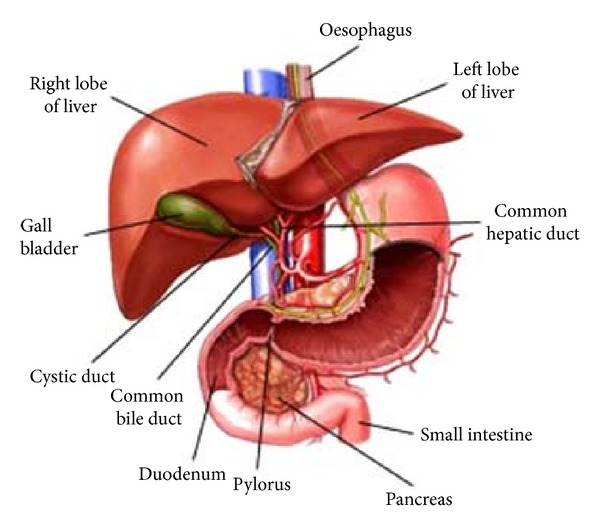 Oesophagus
Right lobe
of liver
Left lobe
of liver
Gall
bladder
Common
hepatic duct
Cystic duct
Common
bile duct
Small intestine
Duodenum
Pylorus
Pancreas